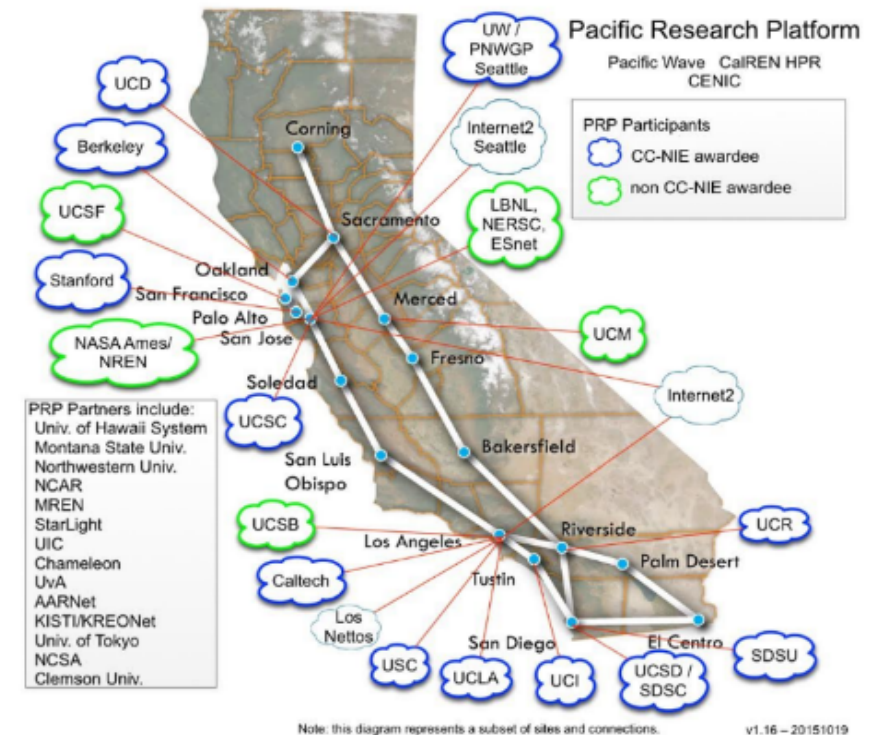 Pacific Research Platform
Pacific Wave CalREN HPR
CENIC
PRP Participants
CC-NIE awardee
non CC-NIE awardee
UW /
PNWGP
Seattle
UCD
Internet2
Seattle
Corning
Berkeley
LBNL,
NERSC,
ESnet
UCSF
Sacramento
Oakland
Stanford
San Francisco
Merced
Palo Alto
San Jose
UCM
NASA Ames/
NREN
Fresno
Soledad
Internet2
PRP Partners include:
Univ. of Hawaii System
Montana State Univ.
Northwestern Univ.
NCAR
MREN
StarLight
UIC
Chameleon
UvA
AARNet
KISTI/KREONet
Univ. of Tokyo
NCSA
Clemson Univ.
UCSC
Bakersfield
San Luis
Obispo
UCSB
Los Angeles
Riverside
UCR
Palm Desert
Caltech
Tustin
Los
Nettos
San Diego
El Centro
USC
UCLA
UCI
UCSD /
SDSC
SDSU
Note: this diagram represents a subset of sites and connections.
v1.16 – 20151019